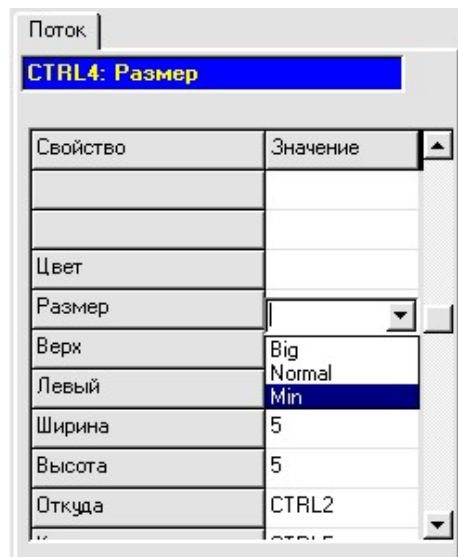 Поток
CTRL4: Размер
Свойство Значение
Цвет
Размер
Верх Big
Normal
Левый Min
Ширина 5
Высота 5
Откуда CTRL2